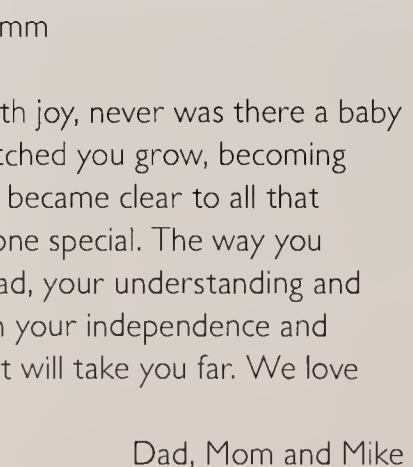 mm
th joy, never was there a baby
tched you grow, becoming
became clear to all that
one special. The way you
ad, your understanding and
n your independence and
t will take you far. We love
Dad, Mom and Mike